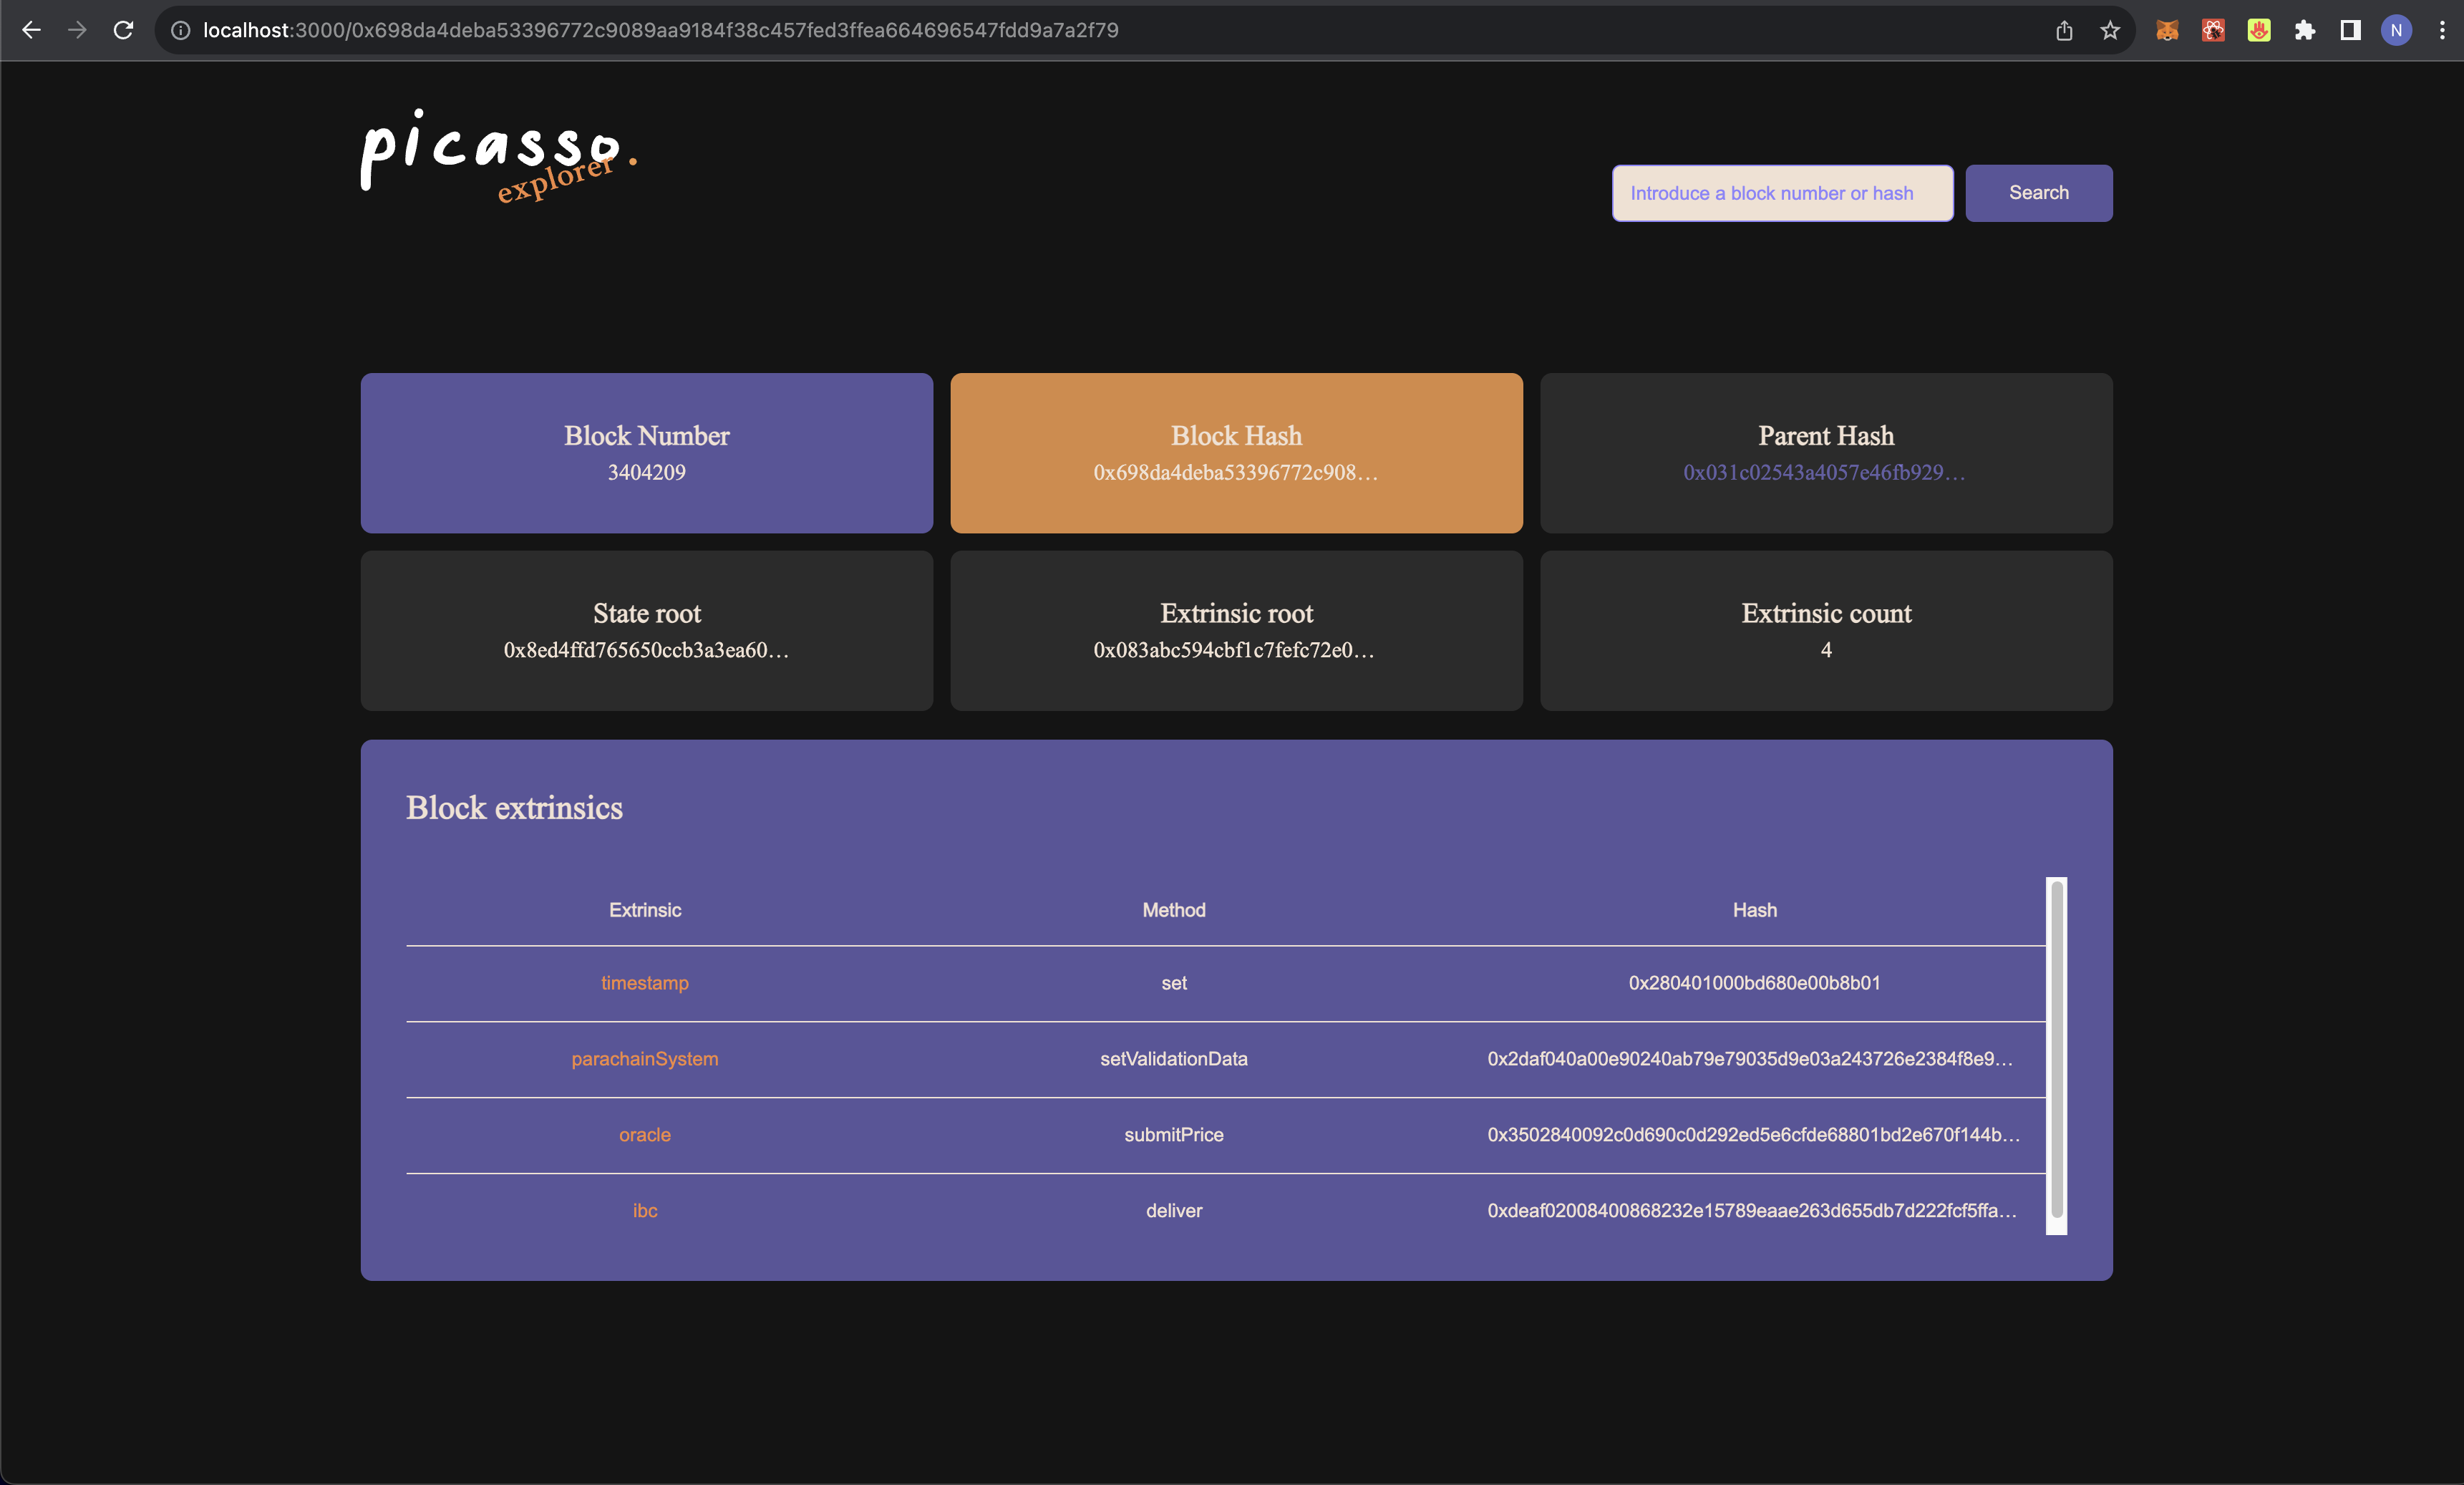 localhost:3000/0x698da4deba53396772c9089aa9184f38c457fed3ffea664696547fdd9a7a2f79
N
picasso
explorer.
Introduce a block number or hash
Search
Block Number
3404209
Block Hash
0x698da4deba53396772c908...
Parent Hash
0x031c02543a4057e46fb929...
State root
0x8ed4ffd765650ccb3a3ea60...
Extrinsic root
0x083abc594cbf1c7fefc72e0...
Extrinsic count
4
Block extrinsics
Extrinsic Method Hash
timestamp set 0x280401000bd680e00b8b01
parachainSystem setValidationData 0x2daf040a00e90240ab79e79035d9e03a243726e2384f8e9...
oracle submitPrice 0x3502840092c0d690c0d292ed5e6cfde68801bd2e670f144b...
ibc deliver 0xdeaf02008400868232e15789eaae263d655db7d222fcf5ffa...